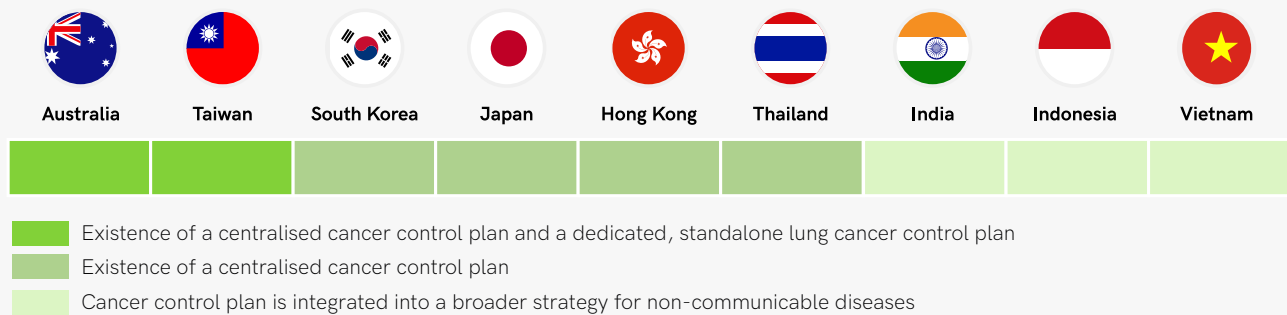 Australia Taiwan South Korea Japan Hong Kong Thailand India Indonesia Vietnam
Existence of a centralised cancer control plan and a dedicated, standalone lung cancer control plan
Existence of a centralised cancer control plan
Cancer control plan is integrated into a broader strategy for non-communicable diseases